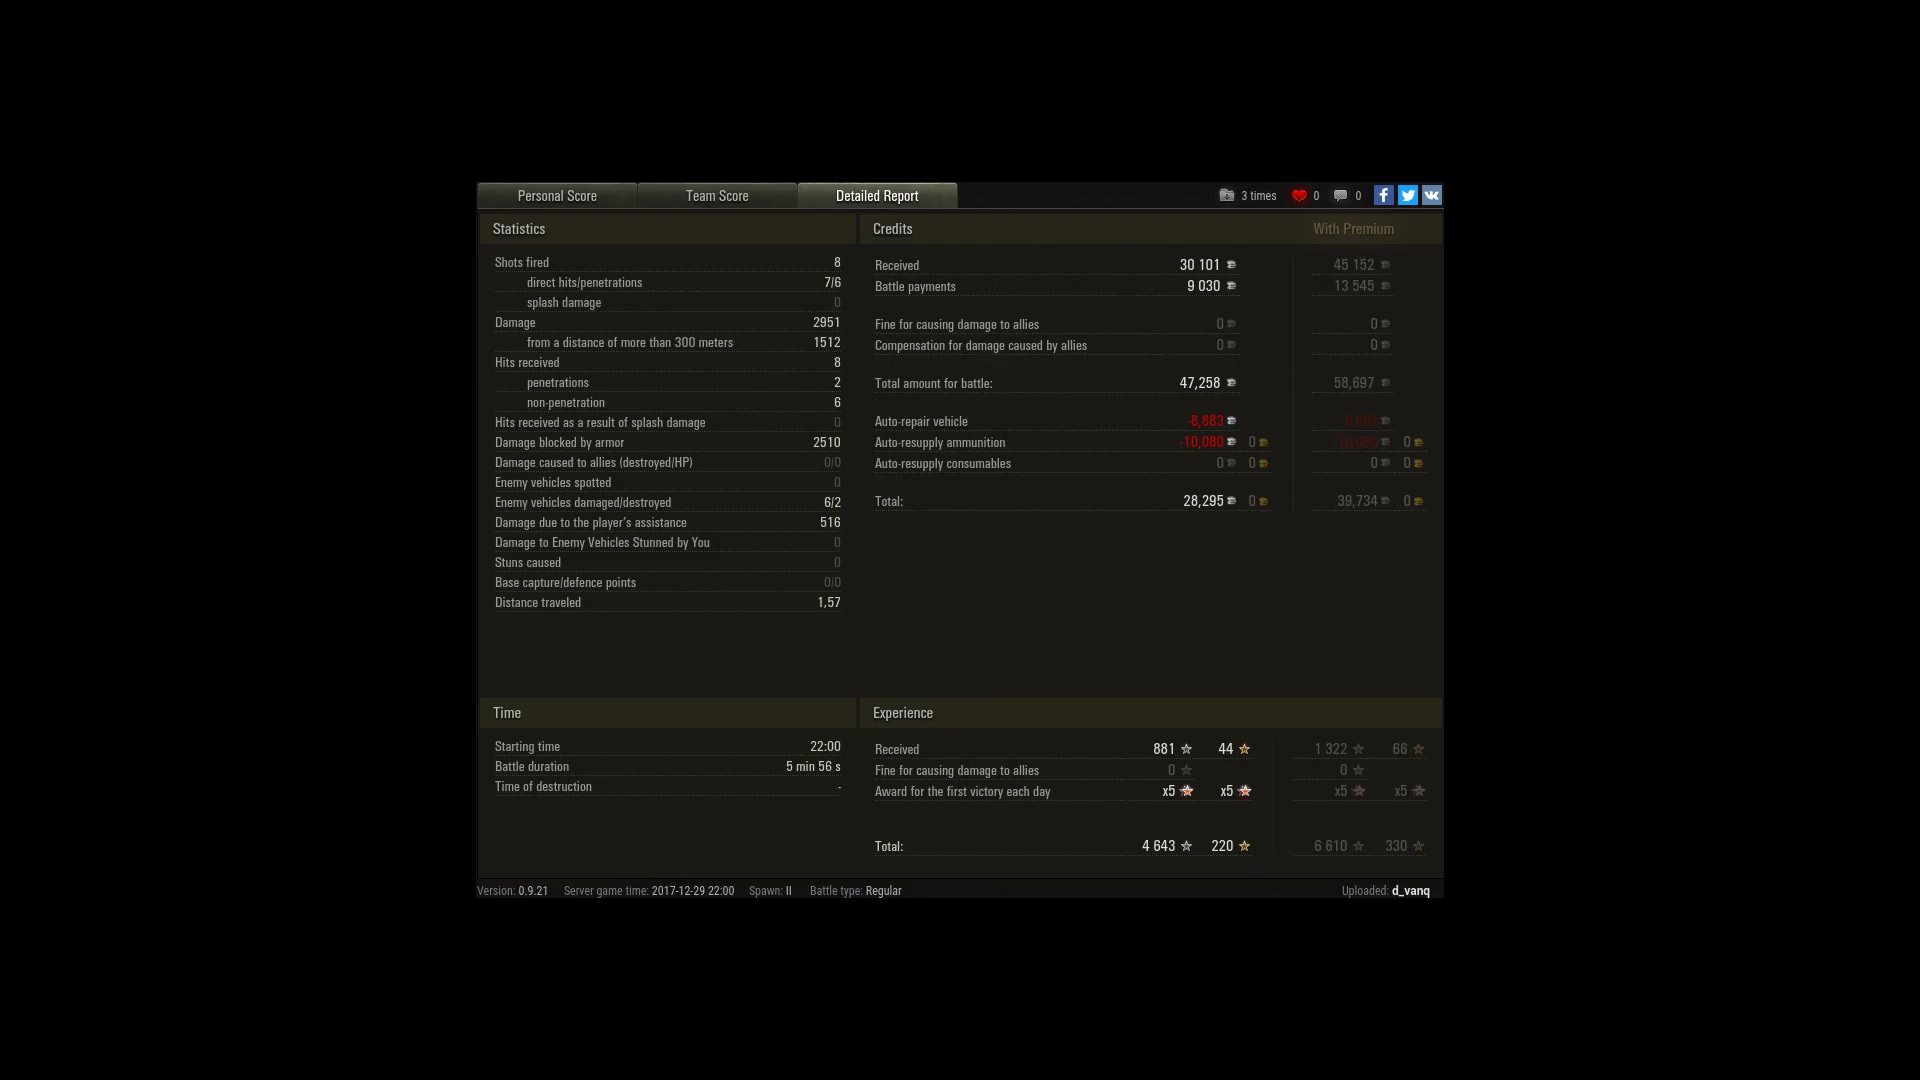 Personal Score Team Score Detailed Report 3 times 0 0
Statistics
Shots fired 8
direct hits/penetrations 7/6
splash damage 0
Damage 2951
from a distance of more than 300 meters 1512
Hits received 8
penetrations 2
non-penetration 6
Hits received as a result of splash damage 0
Damage blocked by armor 2510
Damage caused to allies (destroyed/HP) 0/0
Enemy vehicles spotted 0
Enemy vehicles damaged/destroyed 6/2
Damage due to the player's assistance 516
Damage to Enemy Vehicles Stunned by You 0
Stuns caused 0
Base capture/defence points 0/0
Distance traveled 1,57
Credits With Premium
Received 30 101 45 152
Battle payments 9 030 13 545
Fine for causing damage to allies 0 0
Compensation for damage caused by allies 0 0
Total amount for battle: 47,258 58,697
Auto-repair vehicle -8,883 -8,883
Auto-resupply ammunition -10,080 0 -10,080 0
Auto-resupply consumables 0 0 0 0
Total: 28,295 0 39,734 0
Time
Starting time 22:00
Battle duration 5 min 56 s
Time of destruction -
Experience
Received 881 44 1 322 66
Fine for causing damage to allies 0 0
Award for the first victory each day x5 x5 x5 x5
Total: 4 643 220 6 610 330
Version: 0.9.21 Server game time: 2017-12-29 22:00 Spawn: II Battle type: Regular Uploaded: d_vanq